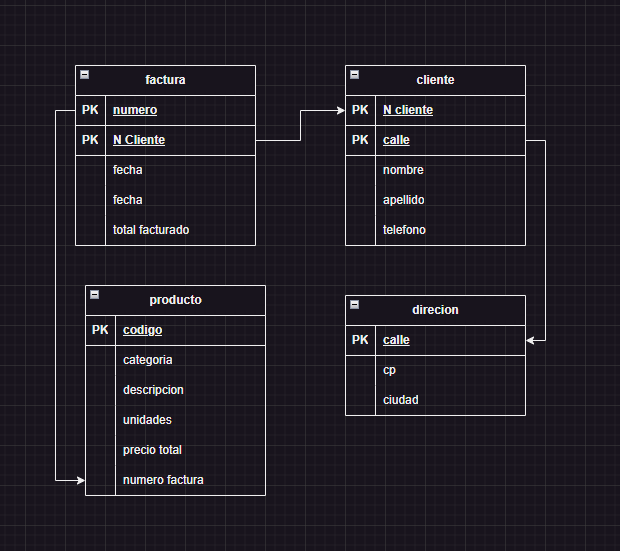 factura
PK numero
PK N Cliente
fecha
fecha
total facturado
cliente
PK N cliente
PK calle
nombre
apellido
telefono
producto
PK codigo
categoria
descripcion
unidades
precio total
numero factura
direcion
PK calle
cp
ciudad